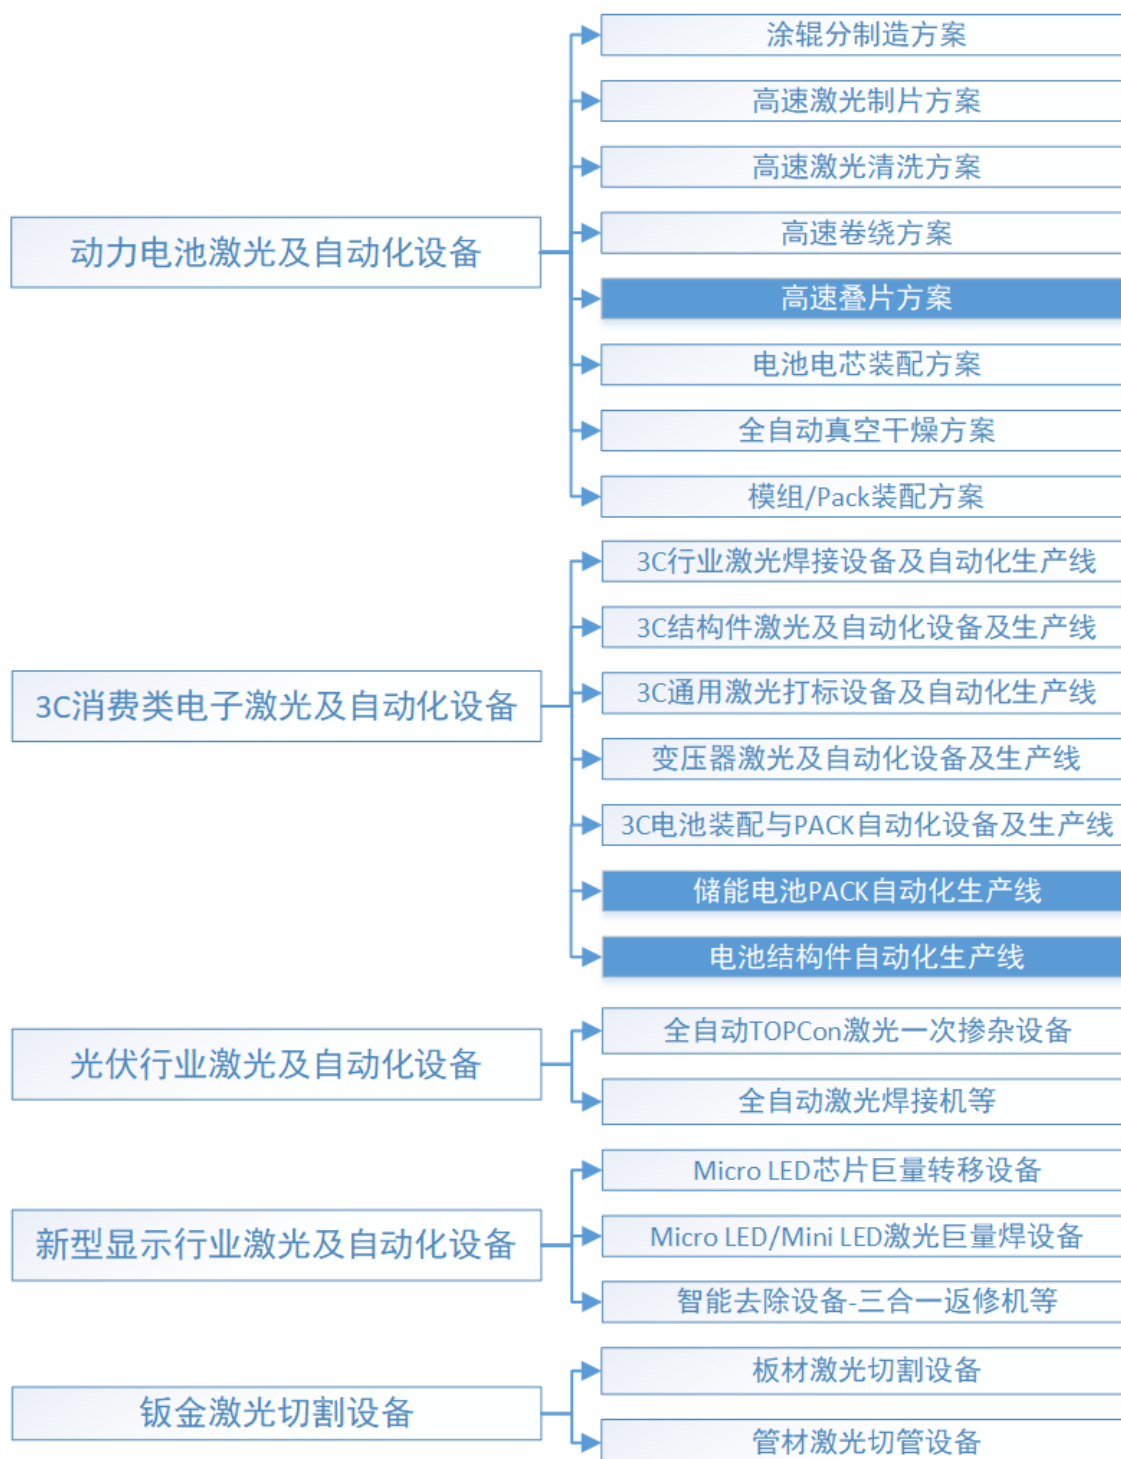 涂辊分制造方案
高速激光制片方案
高速激光清洗方案
高速卷绕方案
动力电池激光及自动化设备
高速叠片方案
电池电芯装配方案
全自动真空干燥方案
模组/Pack装配方案
3C行业激光焊接设备及自动化生产线
3C结构件激光及自动化设备及生产线
3C通用激光打标设备及自动化生产线
3C消费类电子激光及自动化设备
变压器激光及自动化设备及生产线
3C电池装配与PACK自动化设备及生产线
储能电池PACK自动化生产线
电池结构件自动化生产线
全自动TOPCon激光一次掺杂设备
光伏行业激光及自动化设备
全自动激光焊接机等
Micro LED芯片巨量转移设备
Micro LED/Mini LED激光巨量焊设备
新型显示行业激光及自动化设备
智能去除设备-三合一返修机等
板材激光切割设备
钣金激光切割设备
管材激光切管设备